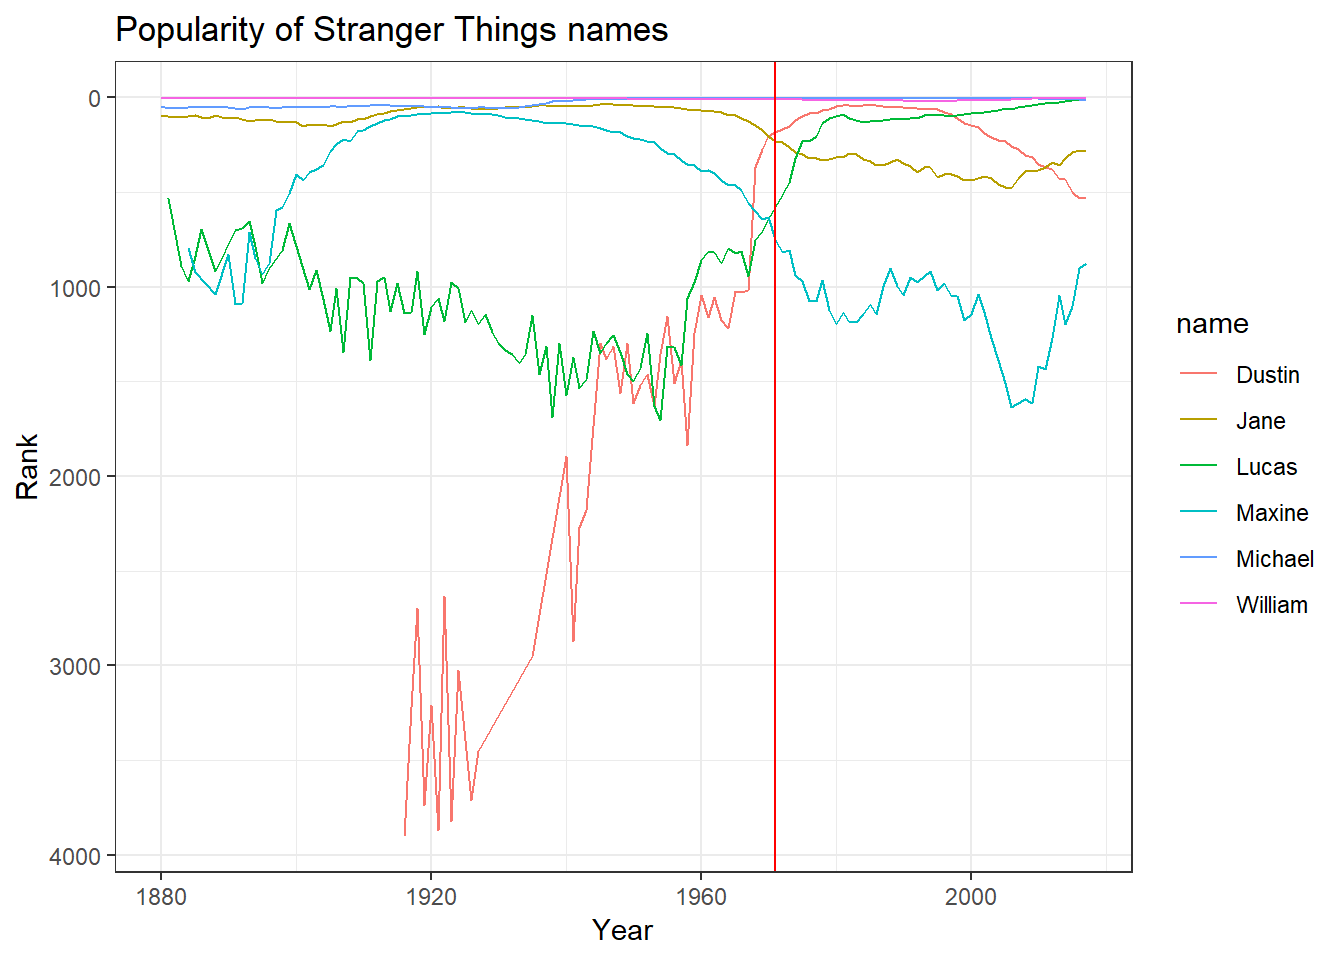 Popularity of Stranger Things names
0
1000
2000
3000
4000
Rank
1880
1920
1960
2000
Year
name
Dustin
Jane
Lucas
Maxine
Michael
William